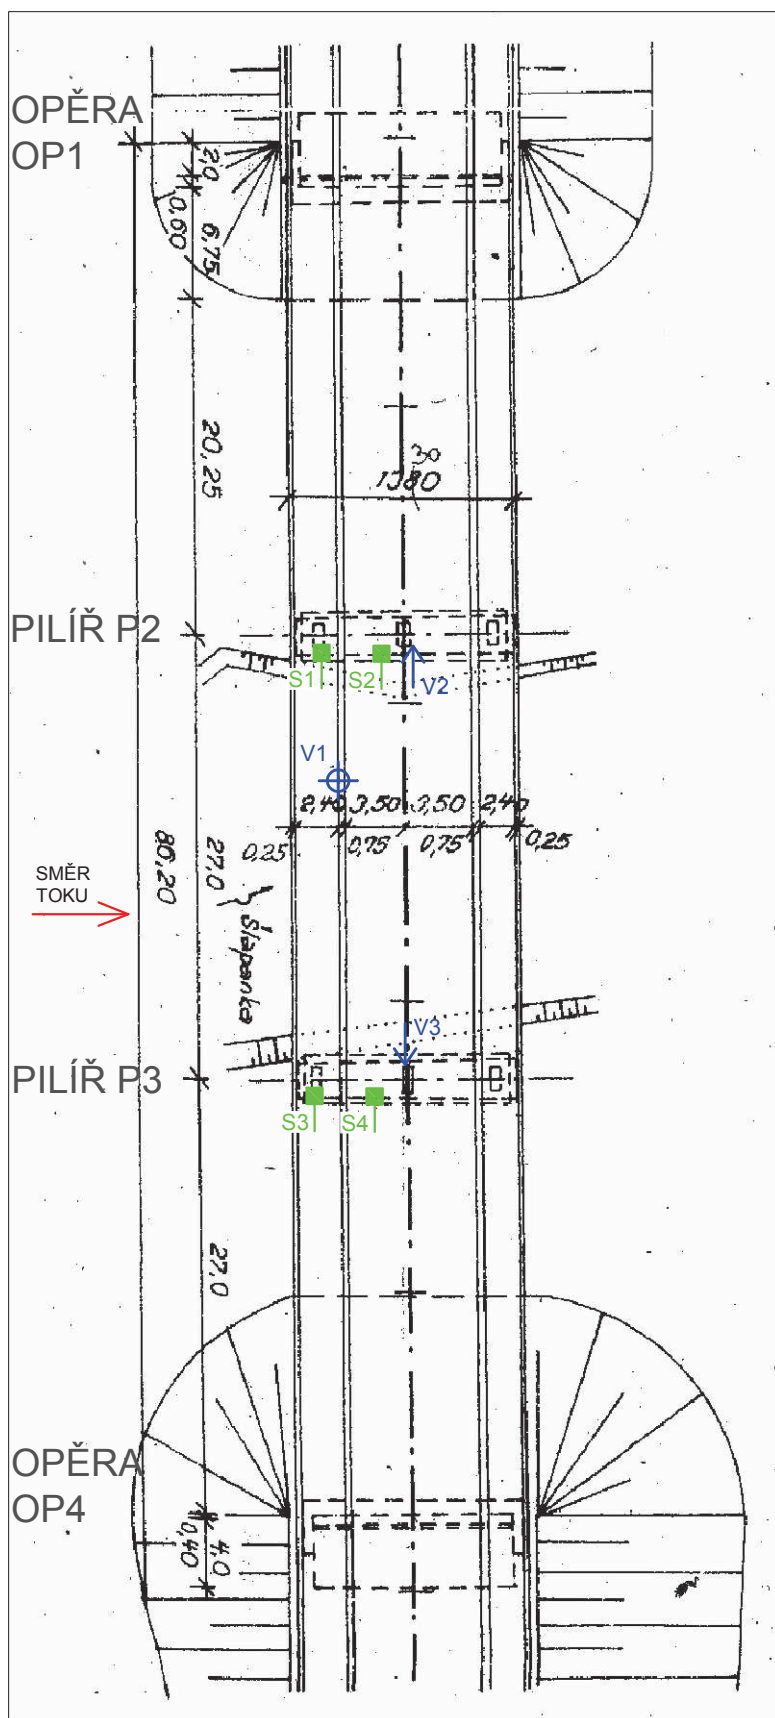 OPĚRA
OP1
2,0
0,60
6,75
20,25
30
1380
PILÍŘ P2
S1
S2
V2
V1
2,40
3,50
3,50
2,40
0,25
0,75
0,75
0,25
SMĚR
TOKU
80,20
27,0
Šlapanka
V3
PILÍŘ P3
S3
S4
27,0
OPĚRA
OP4
0,40
4,0